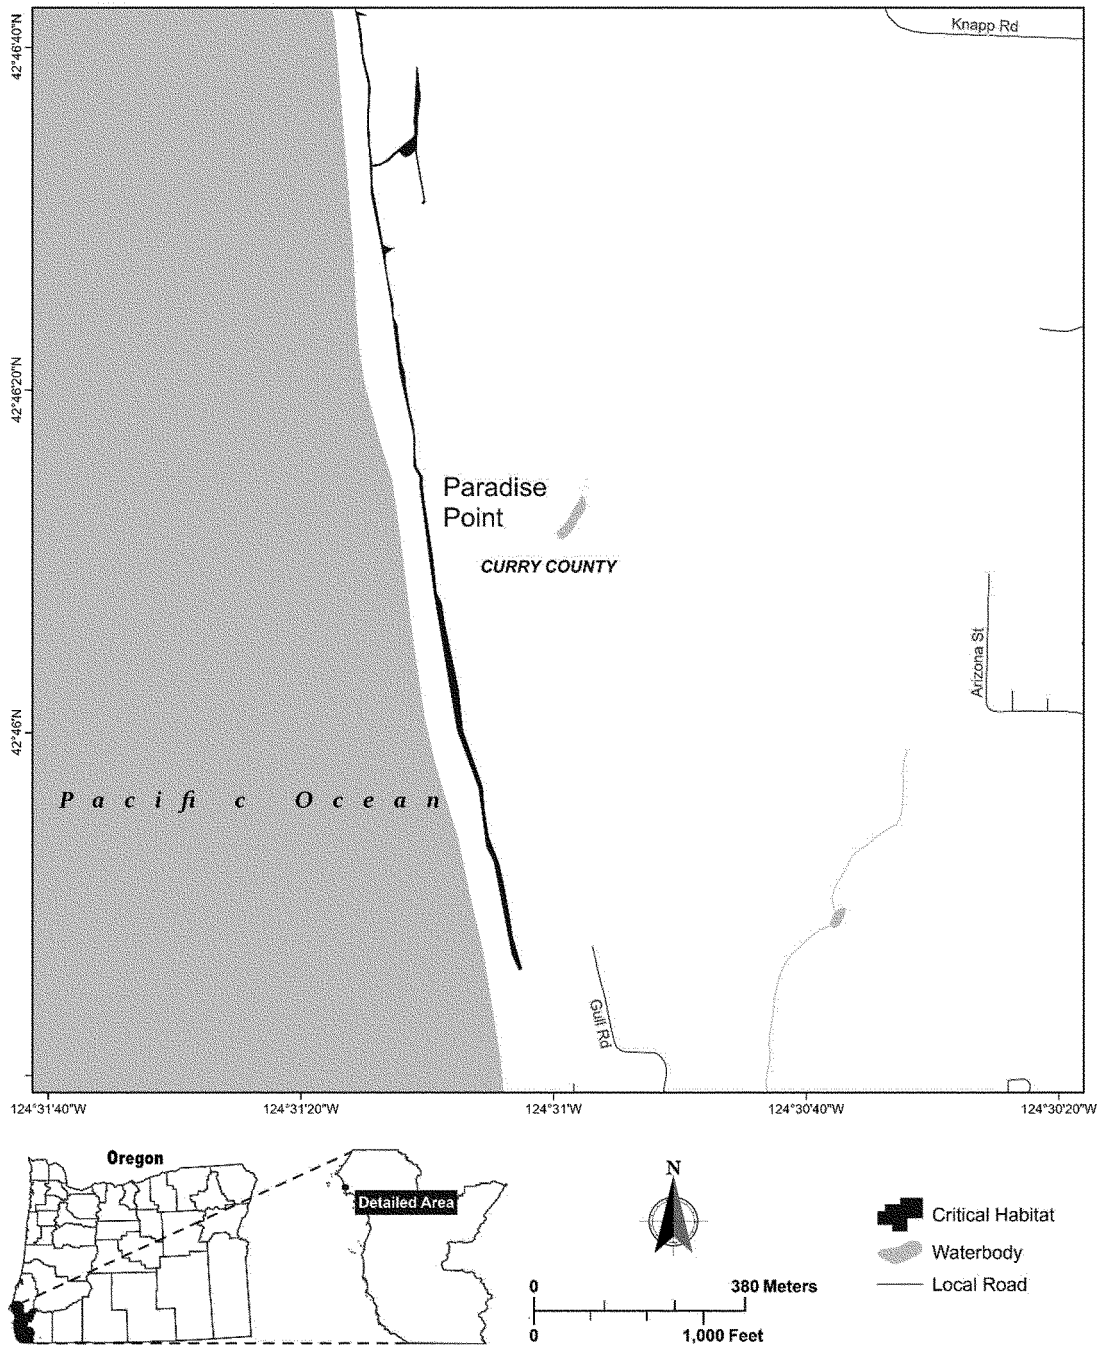 Knapp Rd
42°46'40"N
42°46'20"N
Paradise
Point
CURRY COUNTY
Arizona St
42°46'N
Pacific Ocean
Gull Rd
124°31'40"W
124°31'20"W
124°31'W
124°30'40"W
124°30'20"W
Oregon
Detailed Area
N
0
380 Meters
0
1,000 Feet
Critical Habitat
Waterbody
Local Road